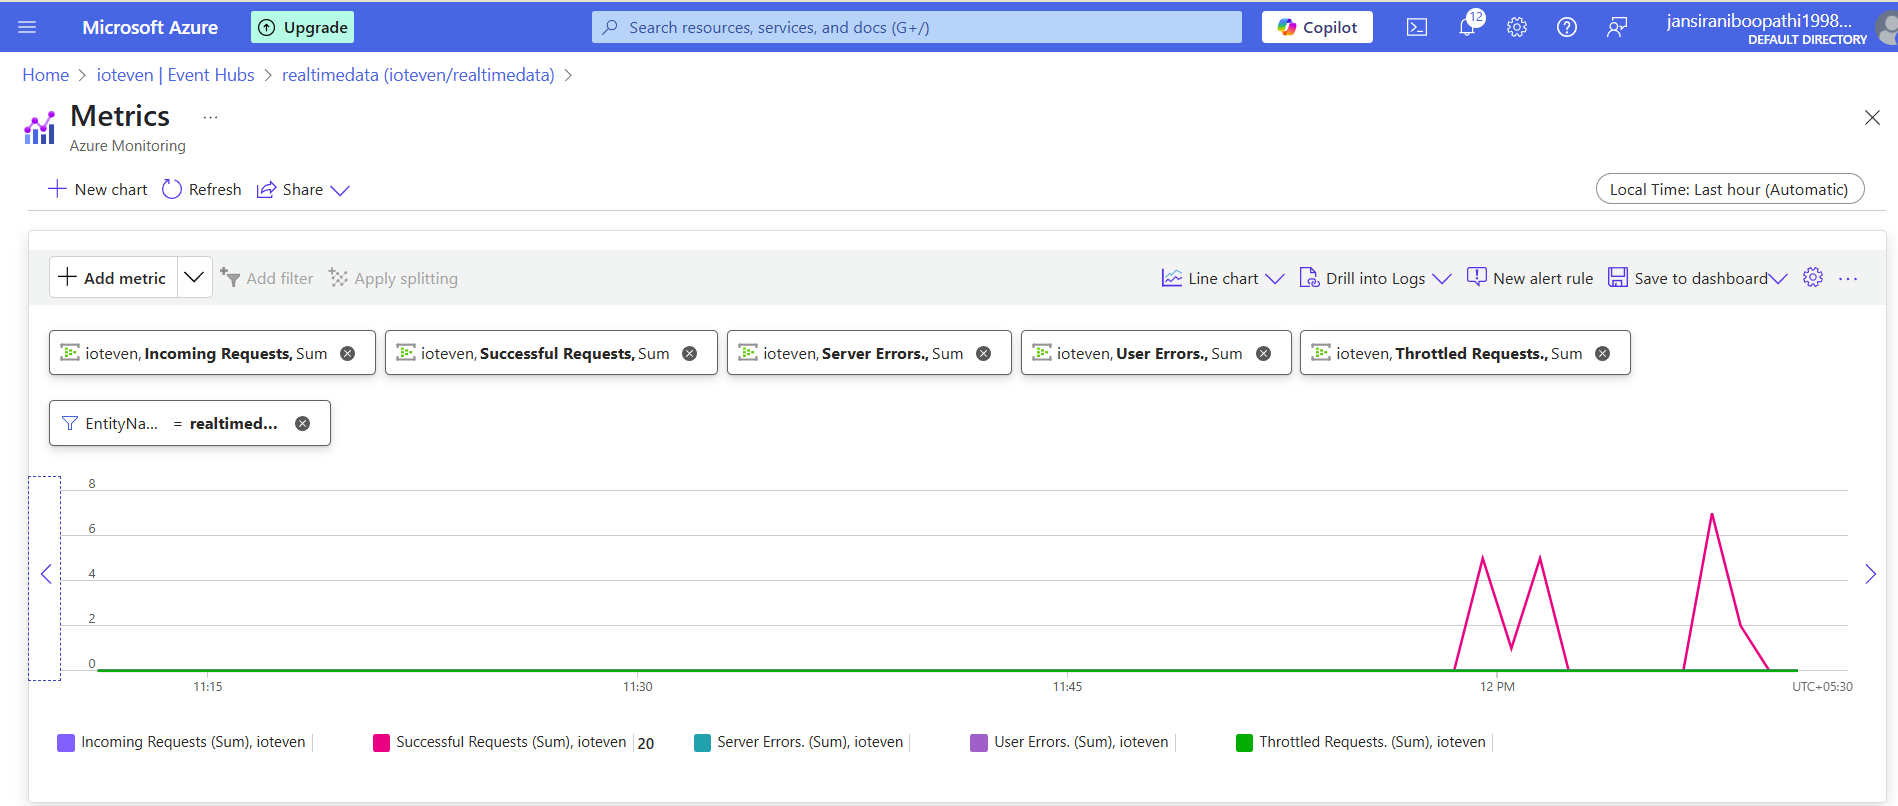 Microsoft Azure
Upgrade
Search resources, services, and docs (G+/)
Copilot
12
jansiraniboopathi1998...
DEFAULT DIRECTORY
Home > ioteven | Event Hubs > realtimedata (ioteven/realtimedata) >
Metrics ...
Azure Monitoring
New chart Refresh Share
Local Time: Last hour (Automatic)
Add metric Add filter Apply splitting Line chart Drill into Logs New alert rule Save to dashboard ...
ioteven, Incoming Requests, Sum
ioteven, Successful Requests, Sum
ioteven, Server Errors., Sum
ioteven, User Errors., Sum
ioteven, Throttled Requests., Sum
EntityNa... = realtimed...
8
6
4
2
0
11:15 11:30 11:45 12 PM UTC+05:30
Incoming Requests (Sum), ioteven
Successful Requests (Sum), ioteven 20
Server Errors. (Sum), ioteven
User Errors. (Sum), ioteven
Throttled Requests. (Sum), ioteven